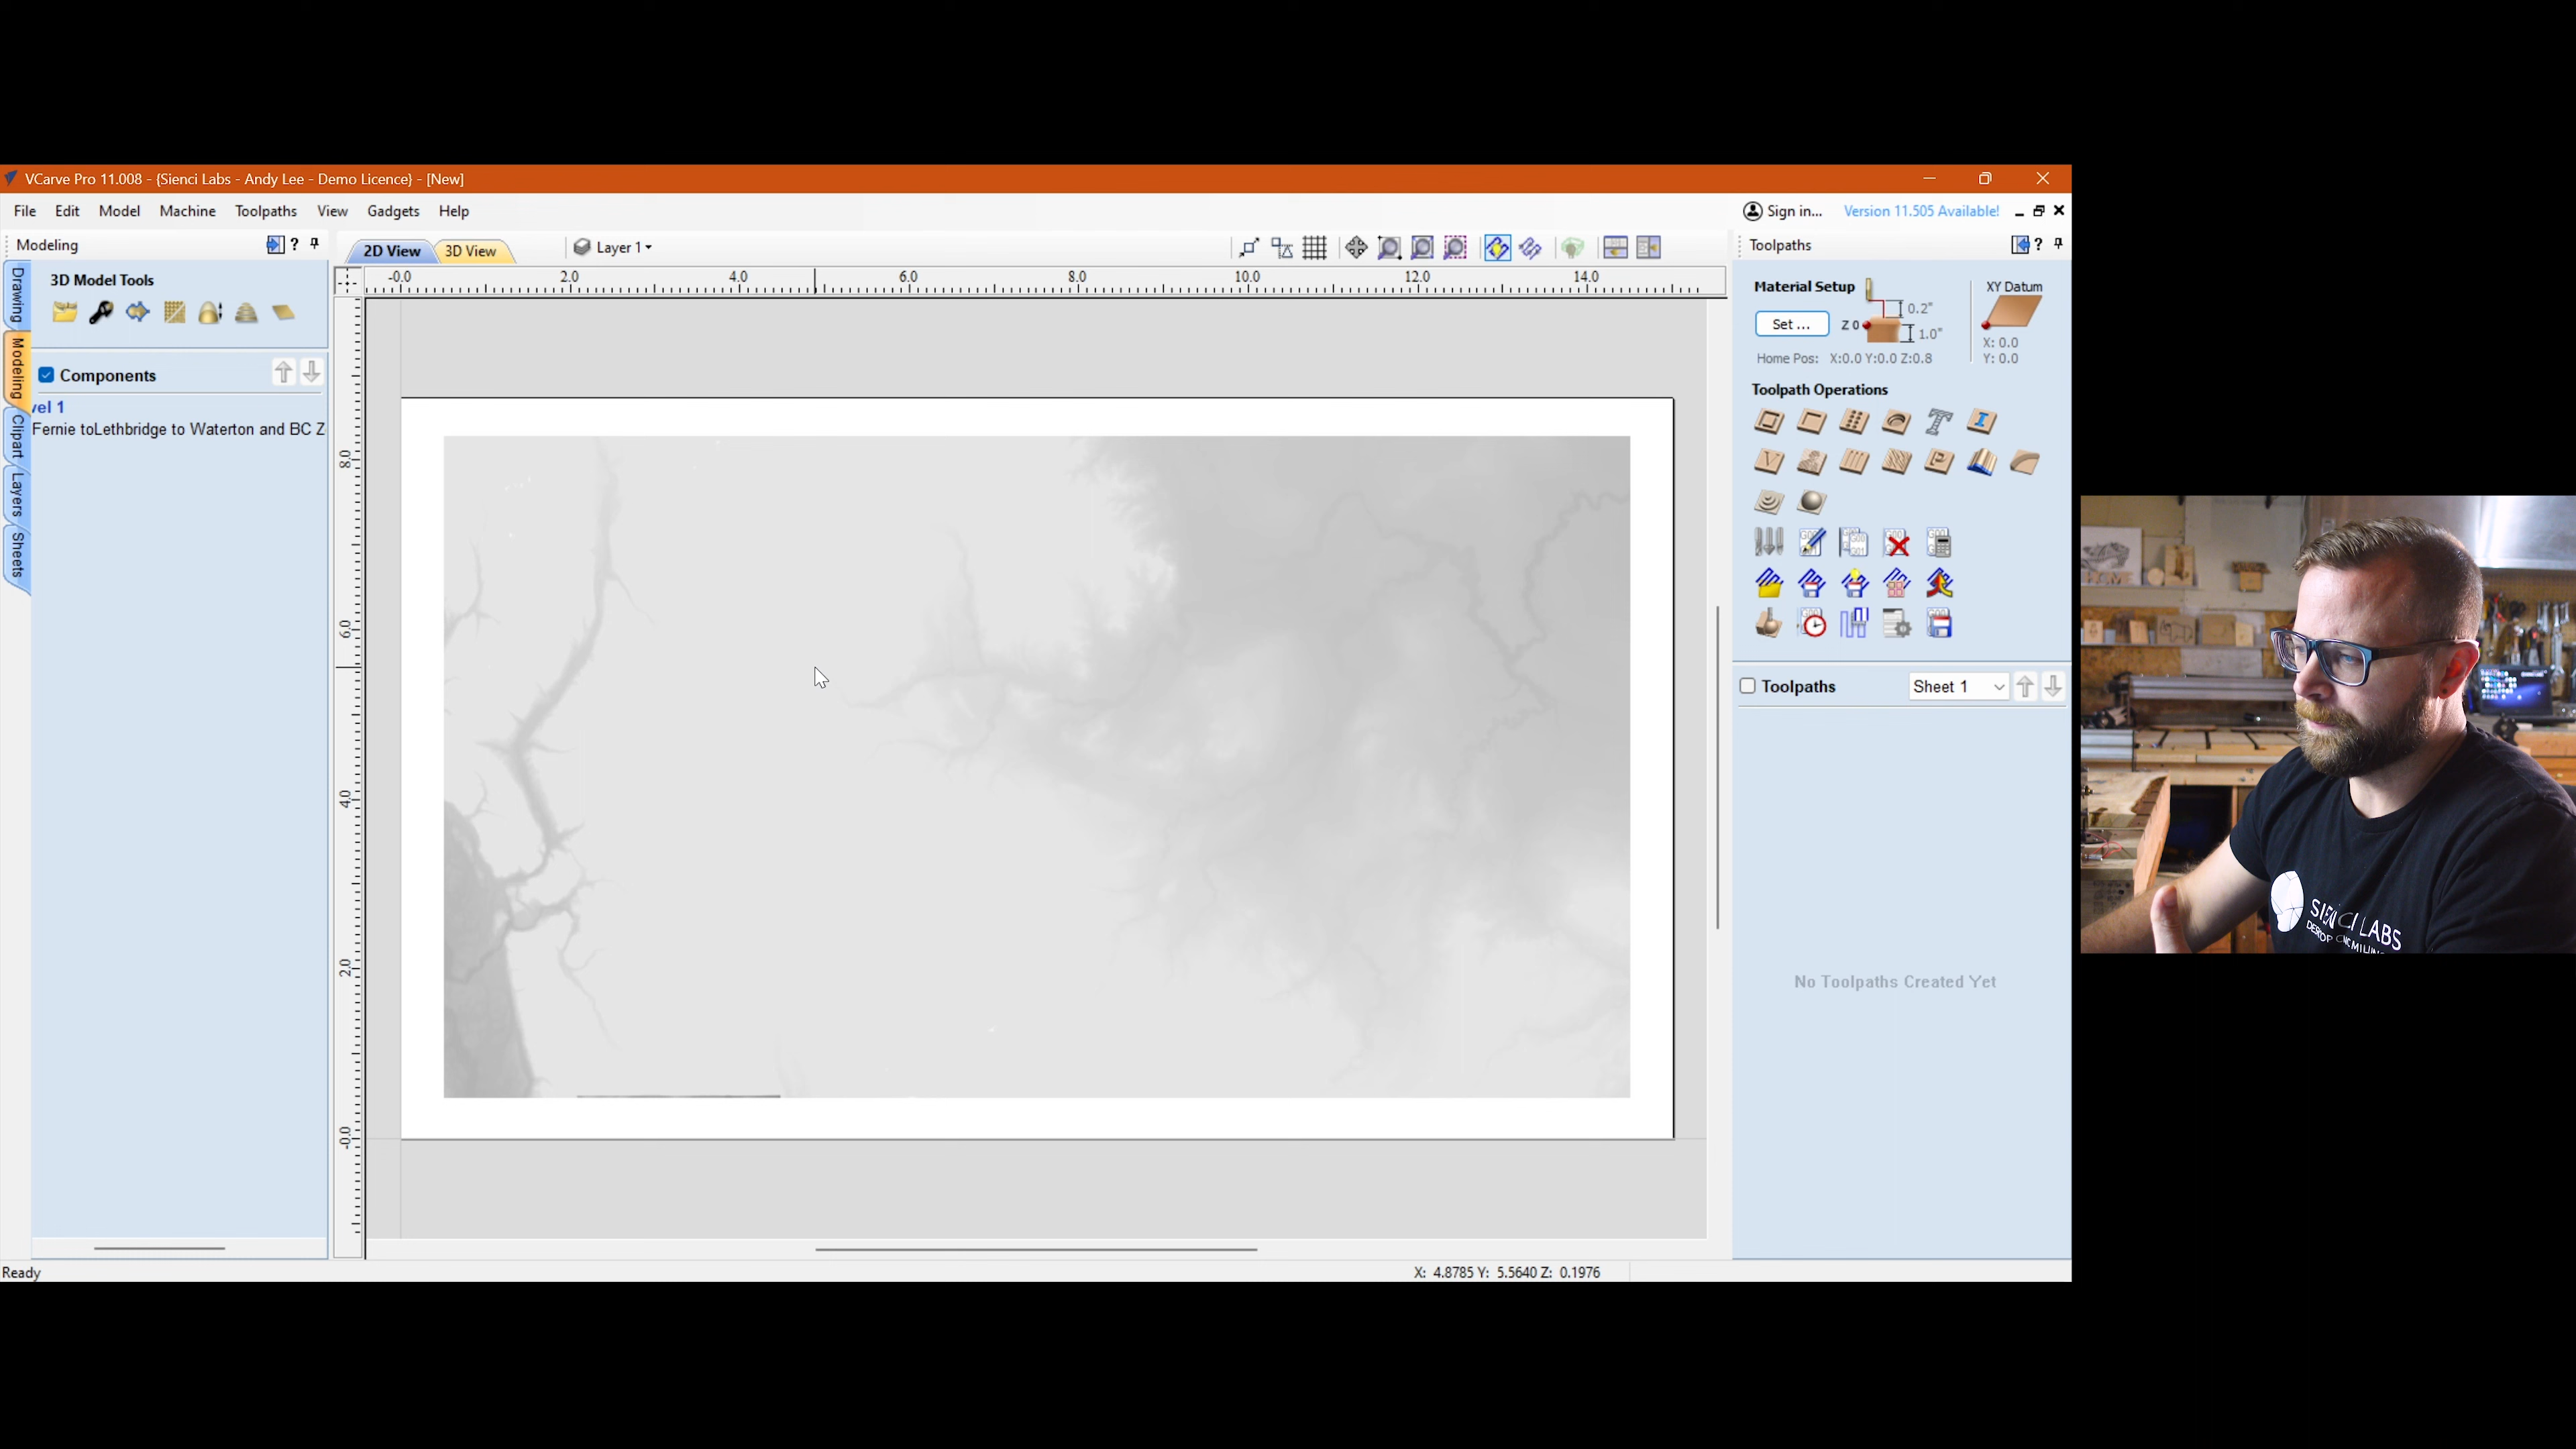 VCarve Pro 11.008 - {Sienci Labs - Andy Lee - Demo Licence} - [New]
File Edit Model Machine Toolpaths View Gadgets Help
Sign in... Version 11.505 Available!
Modeling
2D View 3D View Layer 1
Toolpaths
3D Model Tools
-0.0 2.0 4.0 6.0 8.0 10.0 12.0 14.0
8.0
6.0
4.0
2.0
-0.0
Drawing
Modeling
Clipart
Layers
Sheets
Components
vel 1
Fernie toLethbridge to Waterton and BC Z
Material Setup
Set ...
Z 0
0.2"
1.0"
Home Pos: X:0.0 Y:0.0 Z:0.8
XY Datum
X: 0.0
Y: 0.0
Toolpath Operations
Toolpaths Sheet 1
No Toolpaths Created Yet
SIENCI LABS
Ready
X: 4.8785 Y: 5.5640 Z: 0.1976